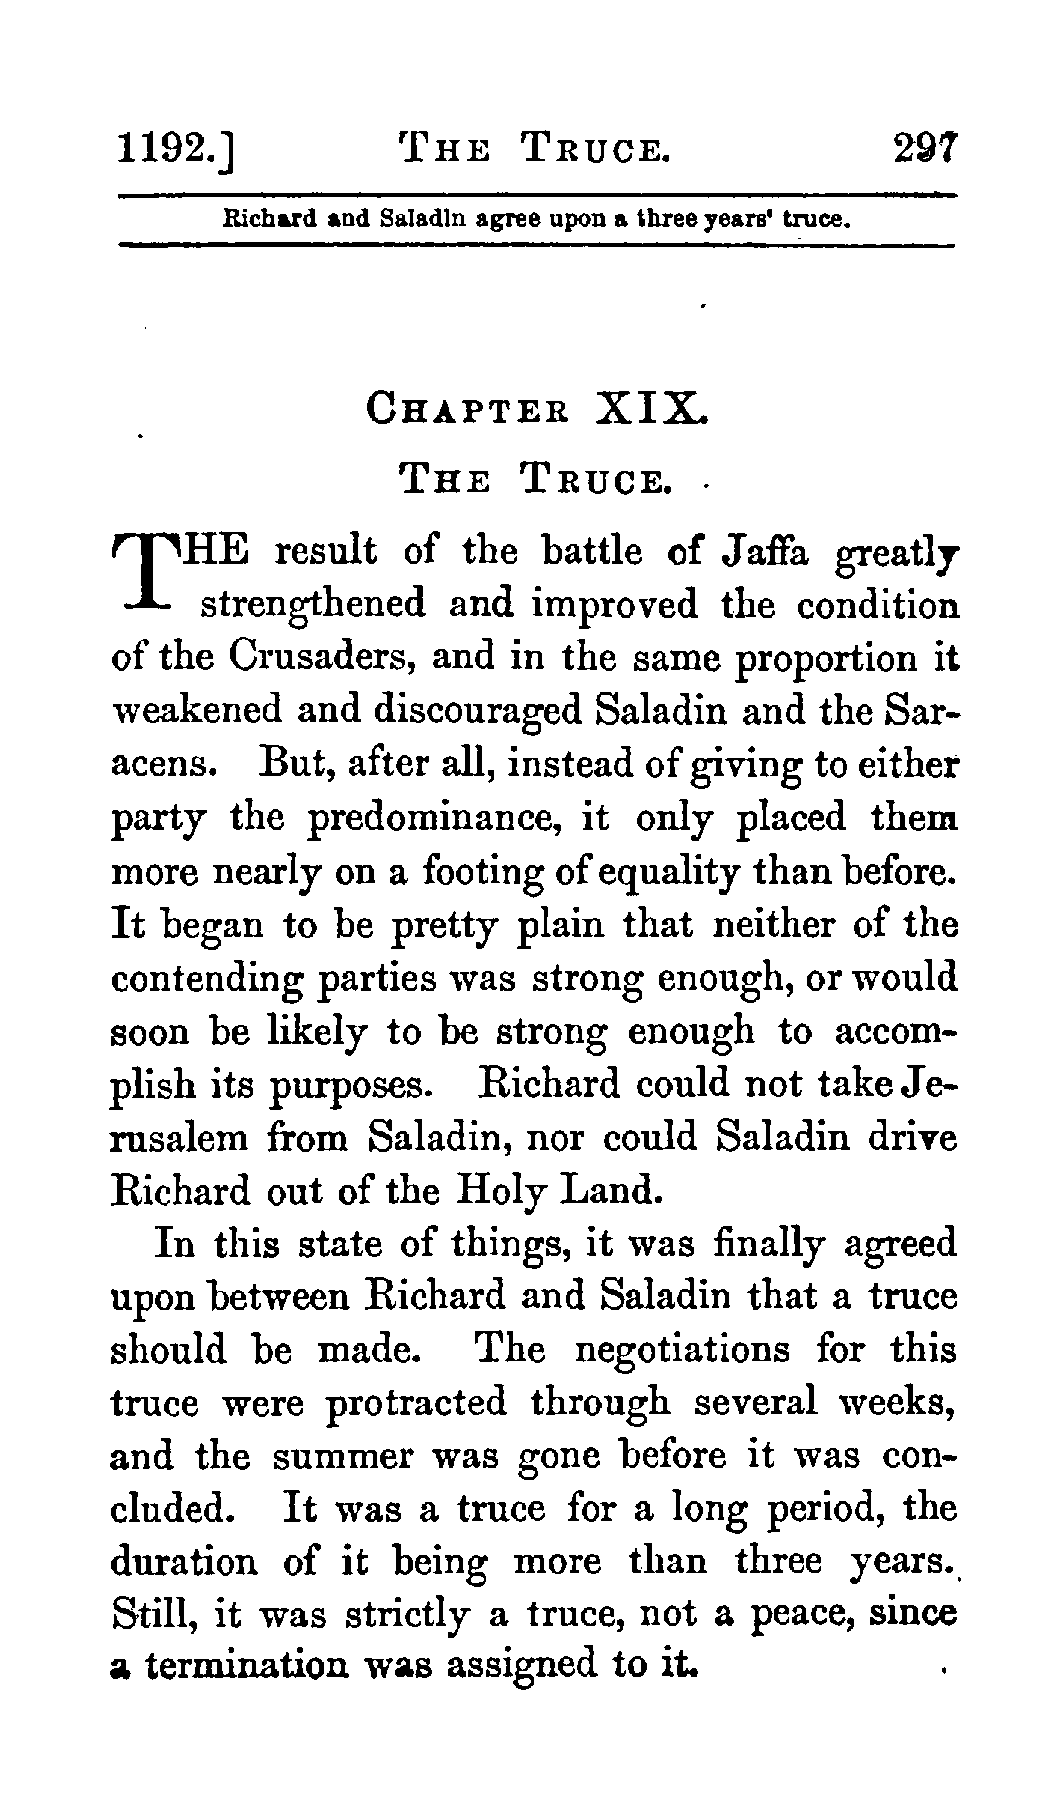 1192.] THE TRUCE. 297
Richard and Saladin agree upon a three years' truce.
CHAPTER XIX.
THE TRUCE.
THE result of the battle of Jaffa greatly
strengthened and improved the condition
of the Crusaders, and in the same proportion it
weakened and discouraged Saladin and the Sar-
acens. But, after all, instead of giving to either
party the predominance, it only placed them
more nearly on a footing of equality than before.
It began to be pretty plain that neither of the
contending parties was strong enough, or would
soon be likely to be strong enough to accom-
plish its purposes. Richard could not take Je-
rusalem from Saladin, nor could Saladin drive
Richard out of the Holy Land.
In this state of things, it was finally agreed
upon between Richard and Saladin that a truce
should be made. The negotiations for this
truce were protracted through several weeks,
and the summer was gone before it was con-
cluded. It was a truce for a long period, the
duration of it being more than three years.
Still, it was strictly a truce, not a peace, since
a termination was assigned to it.